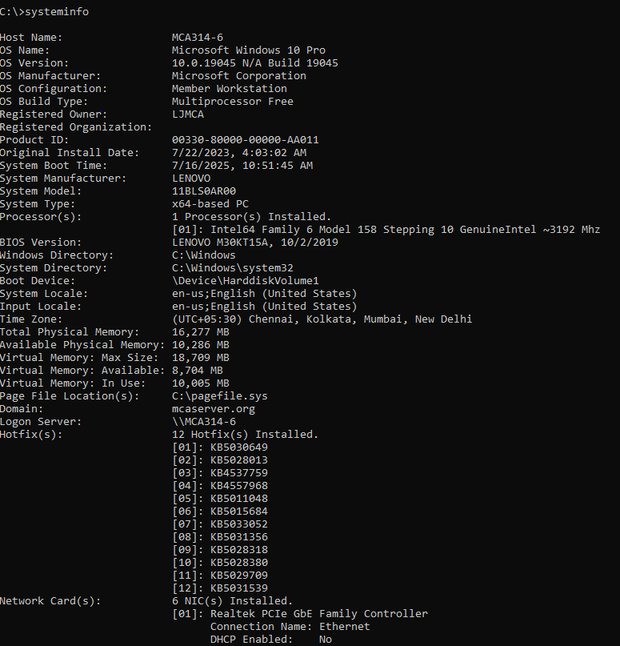 C:\>systeminfo
Host Name: MCA314-6
OS Name: Microsoft Windows 10 Pro
OS Version: 10.0.19045 N/A Build 19045
OS Manufacturer: Microsoft Corporation
OS Configuration: Member Workstation
OS Build Type: Multiprocessor Free
Registered Owner: LJMCA
Registered Organization:
Product ID: 00330-80000-00000-AA011
Original Install Date: 7/22/2023, 4:03:02 AM
System Boot Time: 7/16/2025, 10:51:45 AM
System Manufacturer: LENOVO
System Model: 11BLS0AR00
System Type: x64-based PC
Processor(s): 1 Processor(s) Installed.
[01]: Intel64 Family 6 Model 158 Stepping 10 GenuineIntel ~3192 Mhz
BIOS Version: LENOVO M30KT15A, 10/2/2019
Windows Directory: C:\Windows
System Directory: C:\Windows\system32
Boot Device: \Device\HarddiskVolume1
System Locale: en-us;English (United States)
Input Locale: en-us;English (United States)
Time Zone: (UTC+05:30) Chennai, Kolkata, Mumbai, New Delhi
Total Physical Memory: 16,277 MB
Available Physical Memory: 10,286 MB
Virtual Memory: Max Size: 18,709 MB
Virtual Memory: Available: 8,704 MB
Virtual Memory: In Use: 10,005 MB
Page File Location(s): C:\pagefile.sys
Domain: mcaserver.org
Logon Server: \\MCA314-6
Hotfix(s): 12 Hotfix(s) Installed.
[01]: KB5030649
[02]: KB5028013
[03]: KB4537759
[04]: KB4557968
[05]: KB5011048
[06]: KB5015684
[07]: KB5033052
[08]: KB5031356
[09]: KB5028318
[10]: KB5028380
[11]: KB5029709
[12]: KB5031539
Network Card(s): 6 NIC(s) Installed.
[01]: Realtek PCIe GbE Family Controller
Connection Name: Ethernet
DHCP Enabled: No